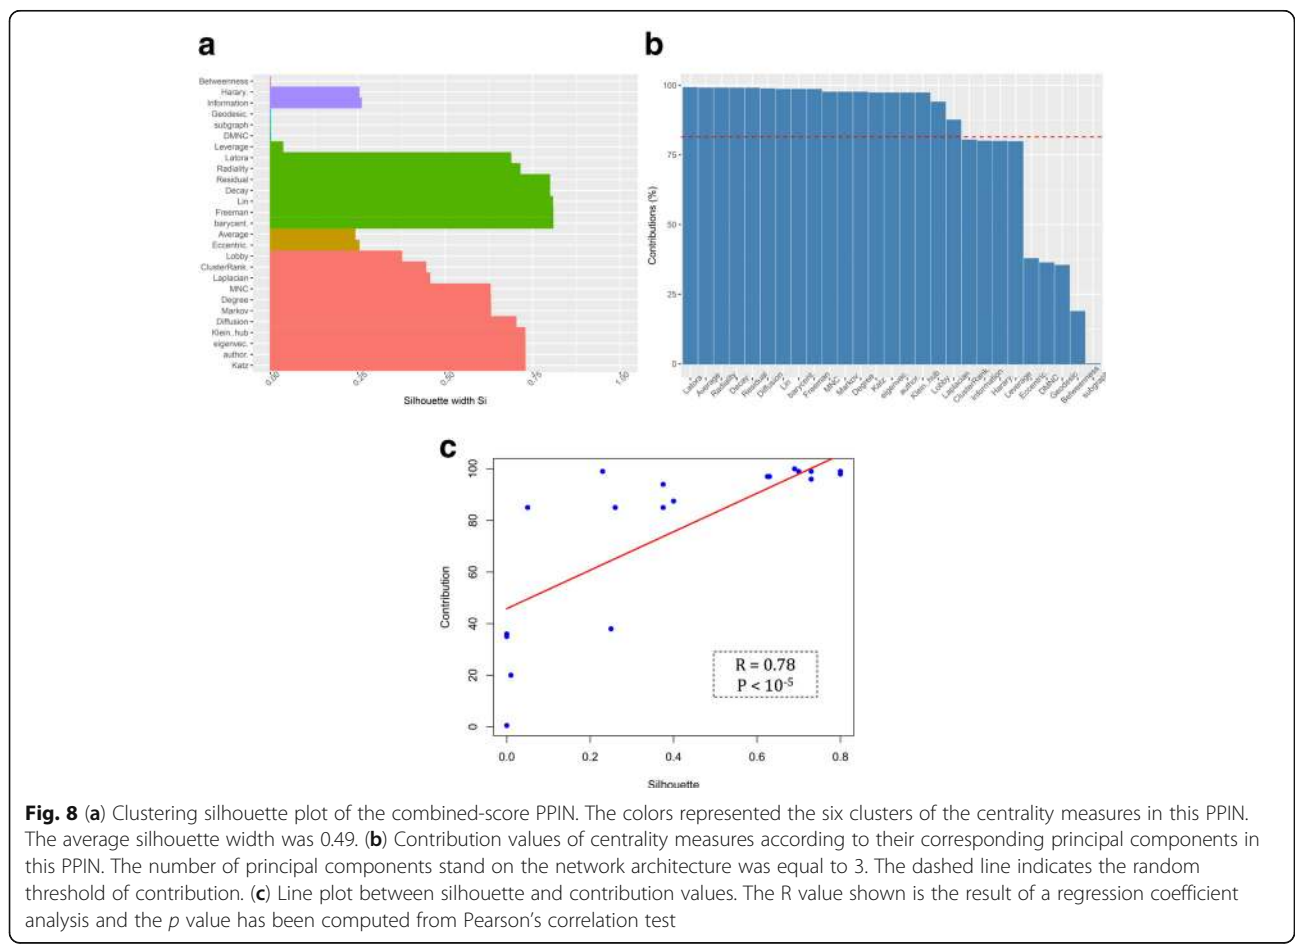 a
Betweenness
Harary.
Information
Geodesic.
subgraph
DMNC
Leverage
Latora
Radiality
Residual
Decay
Lin
Freeman
barycent.
Average
Eccentric.
Lobby
ClusterRank.
Laplacian
MNC
Degree
Markov
Diffusion
Klein..hub
eigenvec.
author.
Katz
0.00 0.25 0.50 0.75 1.00
Silhouette width Si
b
Contributions (%)
100
75
50
25
0
Latora Average Radiality Decay Residual Diffusion Lin barycent Freeman MNC Markov Degree Katz eigenvec author. Klein..hub Lobby Laplacian ClusterRank Information Harary. Leverage Eccentric DMNC Geodesic Betweenness subgraph
c
Contribution
100
80
60
40
20
0
R = 0.78
P < 10-5
0.0 0.2 0.4 0.6 0.8
Silhouette
Fig. 8 (a) Clustering silhouette plot of the combined-score PPIN. The colors represented the six clusters of the centrality measures in this PPIN.
The average silhouette width was 0.49. (b) Contribution values of centrality measures according to their corresponding principal components in
this PPIN. The number of principal components stand on the network architecture was equal to 3. The dashed line indicates the random
threshold of contribution. (c) Line plot between silhouette and contribution values. The R value shown is the result of a regression coefficient
analysis and the p value has been computed from Pearson's correlation test